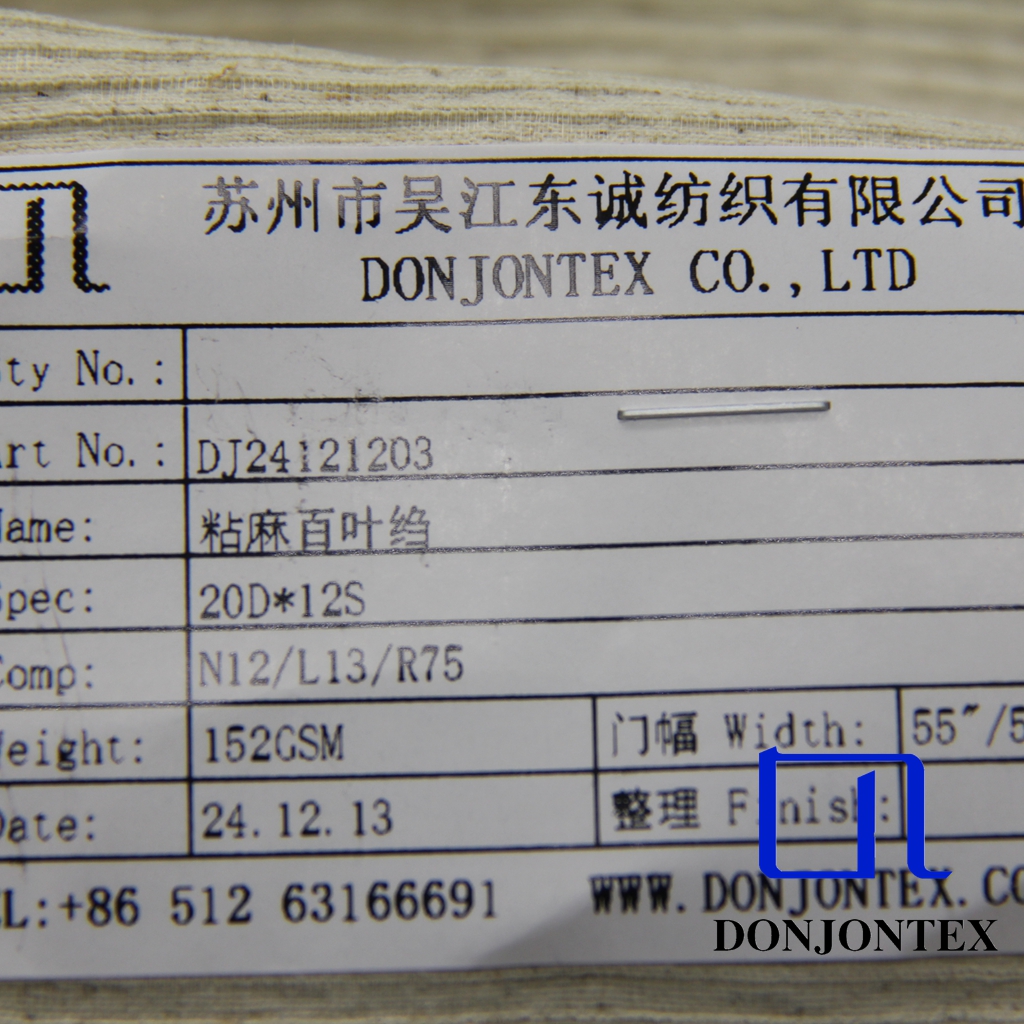 苏州市吴江东诚纺织有限公司
DONJONTEX CO.,LTD
ty No.:
rt No.: DJ24121203
ame: 粘麻百叶绉
pec: 20D*12S
omp: N12/L13/R75
eight: 152GSM 门幅 Width: 55″/5
ate: 24.12.13 整理 Finish:
L:+86 512 63166691 WWW.DONJONTEX.CO
DONJONTEX